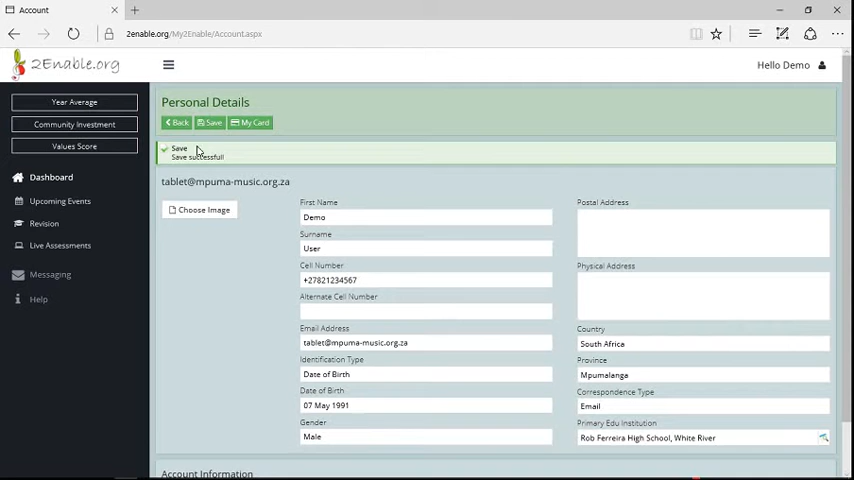 Account
2enable.org/My2Enable/Account.aspx
2Enable.org
Hello Demo
Year Average
Community Investment
Values Score
Dashboard
Upcoming Events
Revision
Live Assessments
Messaging
Help
Personal Details
Back Save My Card
Save
Save successfull
tablet@mpuma-music.org.za
Choose Image
First Name
Demo
Surname
User
Cell Number
+27821234567
Alternate Cell Number
Email Address
tablet@mpuma-music.org.za
Identification Type
Date of Birth
Date of Birth
07 May 1991
Gender
Male
Postal Address
Physical Address
Country
South Africa
Province
Mpumalanga
Correspondence Type
Email
Primary Edu Institution
Rob Ferreira High School, White River
Account Information